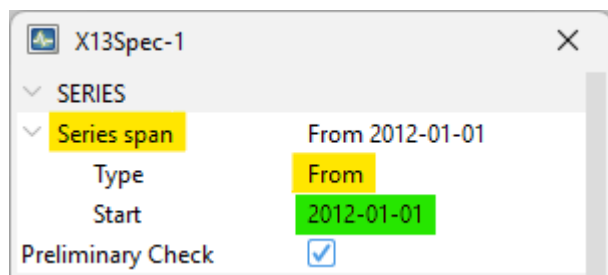 X13Spec-1
SERIES
Series span From 2012-01-01
Type From
Start 2012-01-01
Preliminary Check